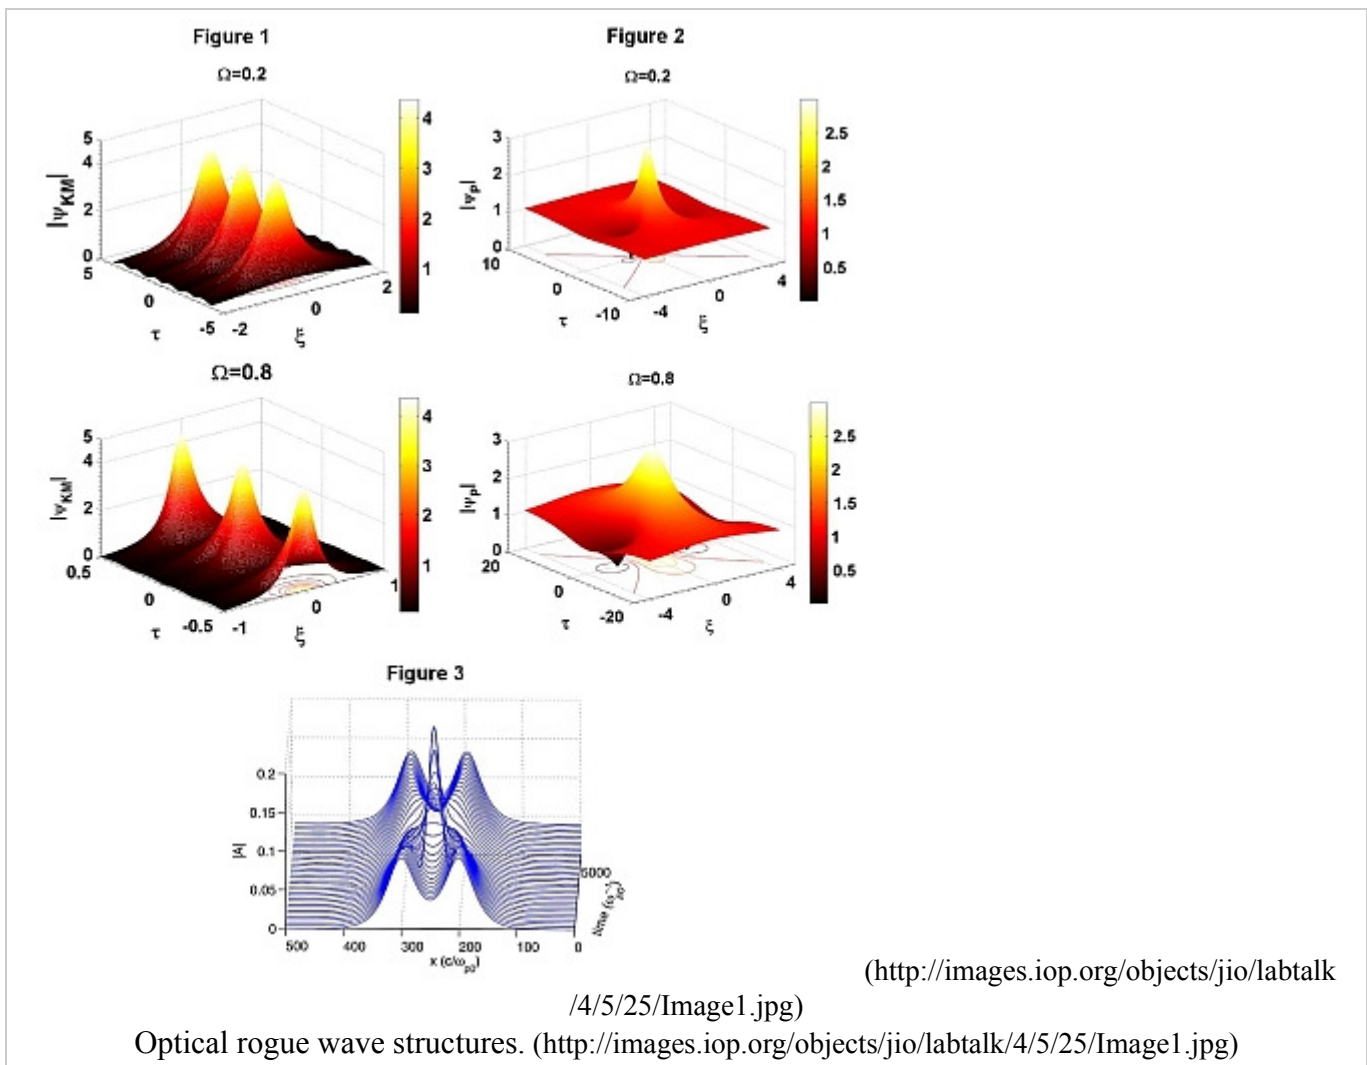 Figure 1
Ω=0.2
|ψKM|
5
4
2
0
5
0
-5
τ
-2
0
2
ξ
4
3
2
1
Figure 2
Ω=0.2
|ψP|
3
2
1
0
10
0
-10
τ
-4
0
4
ξ
2.5
2
1.5
1
0.5
Ω=0.8
|ψKM|
5
4
2
0
0.5
0
-0.5
τ
-1
0
1
ξ
4
3
2
1
Ω=0.8
|ψP|
3
2
1
0
20
0
-20
τ
-4
0
4
ξ
2.5
2
1.5
1
0.5
Figure 3
|A|
0.2
0.15
0.1
0.05
0
500
400
300
200
100
0
x (c/ωp0)
5000
time
(http://images.iop.org/objects/jio/labtalk
/4/5/25/Image1.jpg)
Optical rogue wave structures. (http://images.iop.org/objects/jio/labtalk/4/5/25/Image1.jpg)